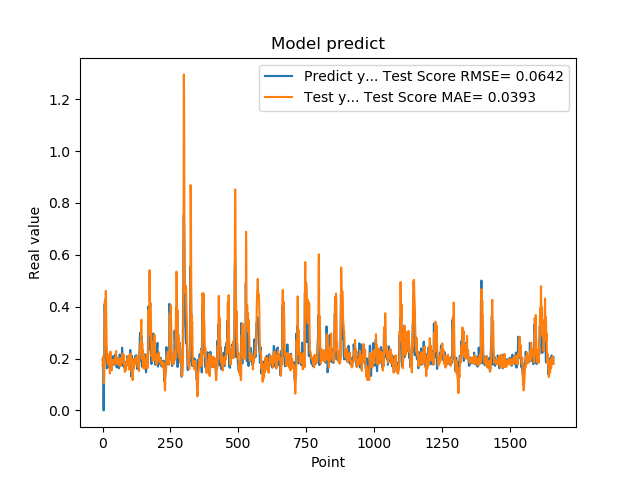 Model predict
Predict y... Test Score RMSE= 0.0642
Test y... Test Score MAE= 0.0393
Real value
1.2
1.0
0.8
0.6
0.4
0.2
0.0
0 250 500 750 1000 1250 1500
Point